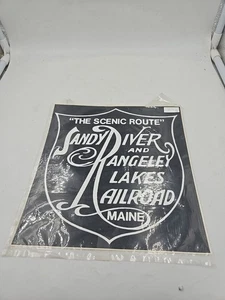 "THE SCENIC ROUTE"
SANDY RIVER
AND
RANGELEY
LAKES
RAILROAD
MAINE